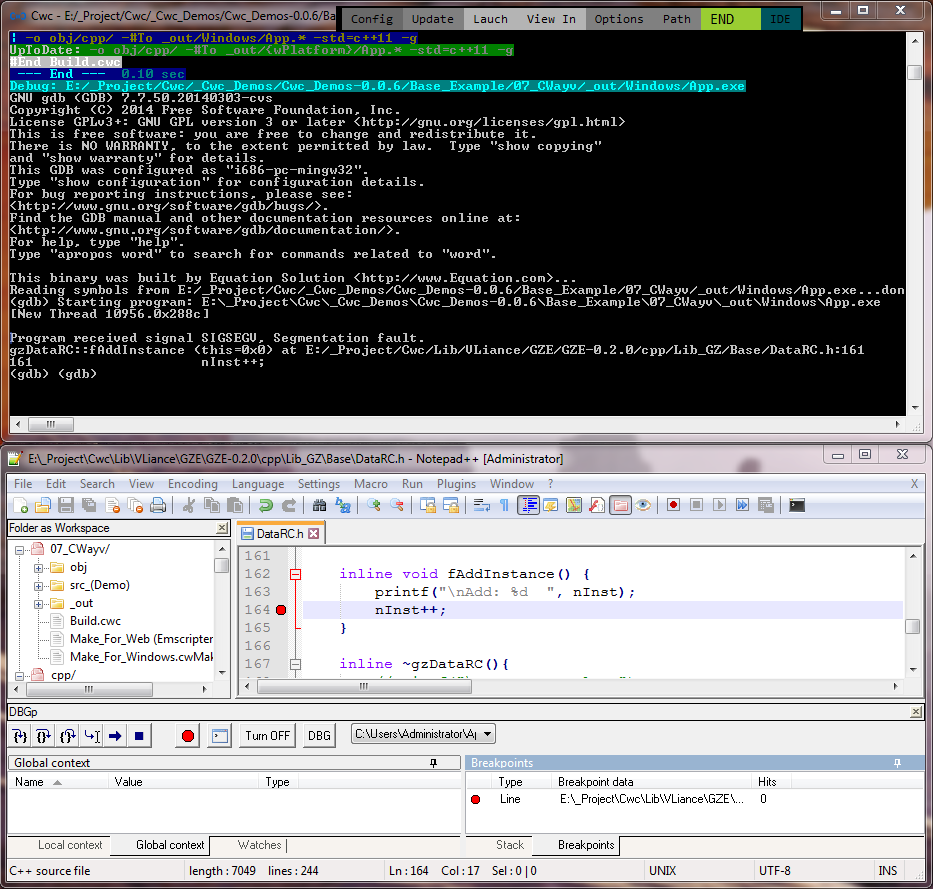 Cwc - E:/_Project/Cwc/_Cwc_Demos/Cwc_Demos-0.0.6/Ba
Config Update Lauch View In Options Path END IDE
| -o obj/cpp/ -#To _out/Windows/App.* -std=c++11 -g
UpToDate: -o obj/cpp/ -#To _out/{wPlatform}/App.* -std=c++11 -g
#End Build.cwc
--- End --- 0.10 sec
Debug: E:/_Project/Cwc/_Cwc_Demos/Cwc_Demos-0.0.6/Base_Example/07_CWayv/_out/Windows/App.exe
GNU gdb (GDB) 7.7.50.20140303-cvs
Copyright (C) 2014 Free Software Foundation, Inc.
License GPLv3+: GNU GPL version 3 or later <http://gnu.org/licenses/gpl.html>
This is free software: you are free to change and redistribute it.
There is NO WARRANTY, to the extent permitted by law.  Type "show copying"
and "show warranty" for details.
This GDB was configured as "i686-pc-mingw32".
Type "show configuration" for configuration details.
For bug reporting instructions, please see:
<http://www.gnu.org/software/gdb/bugs/>.
Find the GDB manual and other documentation resources online at:
<http://www.gnu.org/software/gdb/documentation/>.
For help, type "help".
Type "apropos word" to search for commands related to "word".
This binary was built by Equation Solution <http://www.Equation.com>...
Reading symbols from E:/_Project/Cwc/_Cwc_Demos/Cwc_Demos-0.0.6/Base_Example/07_CWayv/_out/Windows/App.exe...don
(gdb) Starting program: E:\_Project\Cwc\_Cwc_Demos\Cwc_Demos-0.0.6\Base_Example\07_CWayv\_out\Windows\App.exe
[New Thread 10956.0x288c]
Program received signal SIGSEGV, Segmentation fault.
gzDataRC::fAddInstance (this=0x0) at E:/_Project/Cwc/Lib/VLiance/GZE/GZE-0.2.0/cpp/Lib_GZ/Base/DataRC.h:161
161 nInst++;
(gdb) (gdb)
E:\_Project\Cwc\Lib\VLiance\GZE\GZE-0.2.0\cpp\Lib_GZ\Base\DataRC.h - Notepad++ [Administrator]
File Edit Search View Encoding Language Settings Macro Run Plugins Window ? X
Folder as Workspace
07_CWayv/
obj
src_(Demo)
_out
Build.cwc
Make_For_Web (Emscripter
Make_For_Windows.cwMak
cpp/
DataRC.h
161
162 inline void fAddInstance() {
163 printf("\nAdd: %d  ", nInst);
164 nInst++;
165 }
166
167 inline ~gzDataRC(){
DBGp
Turn OFF DBG C:\Users\Administrator\Ap
Global context
Name Value Type
Breakpoints
Type Breakpoint data Hits
Line E:\_Project\Cwc\Lib\VLiance\GZE\... 0
Local context Global context Watches
Stack Breakpoints
C++ source file length : 7049 lines : 244 Ln : 164 Col : 17 Sel : 0 | 0 UNIX UTF-8 INS